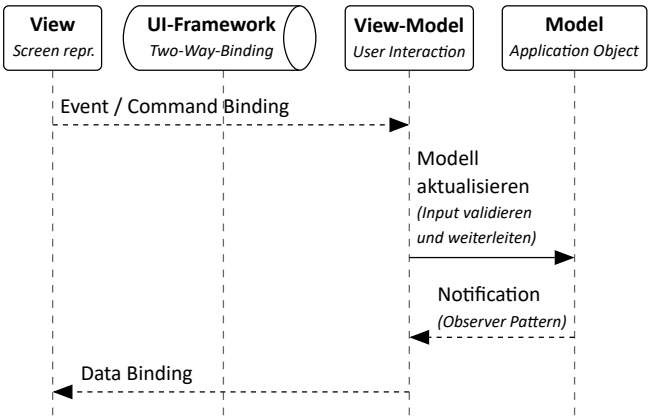 View
Screen repr.
UI-Framework
Two-Way-Binding
View-Model
User Interaction
Model
Application Object
Event / Command Binding
Modell
aktualisieren
(Input validieren
und weiterleiten)
Notification
(Observer Pattern)
Data Binding